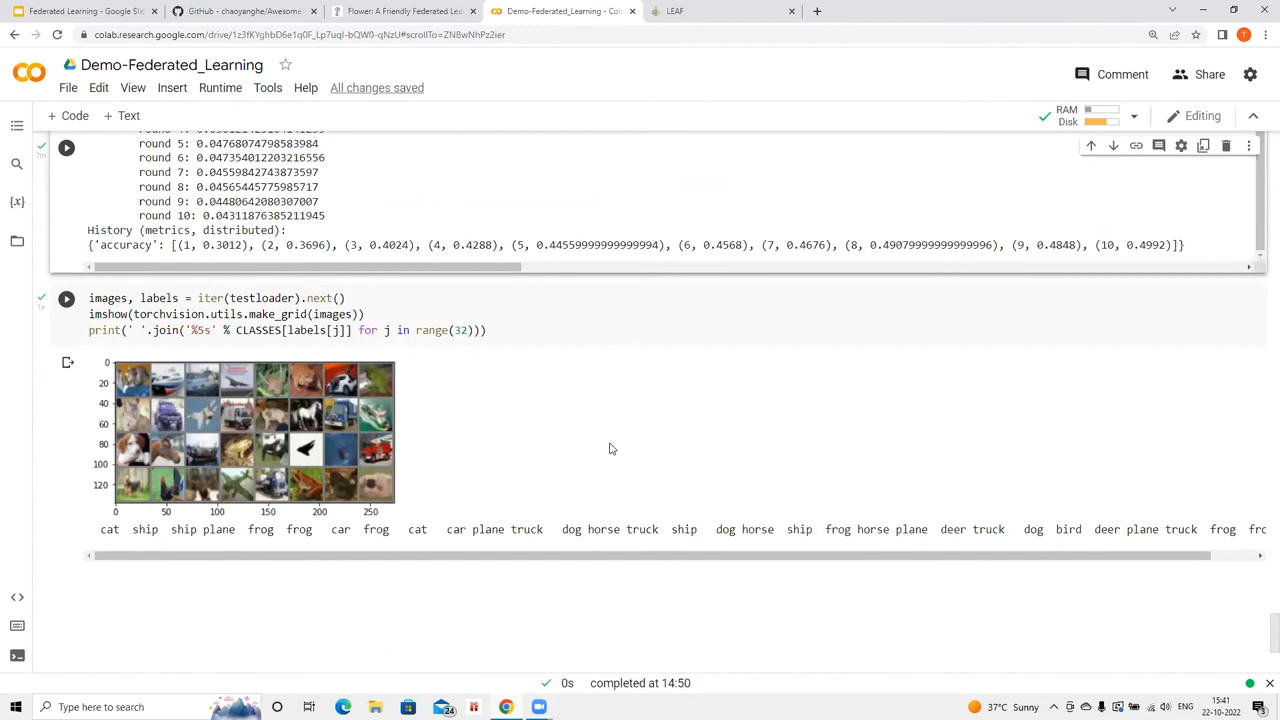 Federated Learning - Google Slid
GitHub - chaoyanghe/Awesome-
Flower: A Friendly Federated Lea
Demo-Federated_Learning - Col
LEAF
colab.research.google.com/drive/1z3fKYghbD6e1q0F_Lp7uqI-bQW0-qNzU#scrollTo=ZN8wNhPz2ier
Demo-Federated_Learning
Comment
Share
File Edit View Insert Runtime Tools Help All changes saved
+ Code + Text
RAM
Disk
Editing
7m
round 5: 0.04768074798583984
round 6: 0.047354012203216556
round 7: 0.04559842743873597
round 8: 0.04565445775985717
round 9: 0.04480642080307007
round 10: 0.04311876385211945
History (metrics, distributed):
{'accuracy': [(1, 0.3012), (2, 0.3696), (3, 0.4024), (4, 0.4288), (5, 0.44559999999999994), (6, 0.4568), (7, 0.4676), (8, 0.49079999999999996), (9, 0.4848), (10, 0.4992)]}
1s
images, labels = iter(testloader).next()
imshow(torchvision.utils.make_grid(images))
print(' '.join('%5s' % CLASSES[labels[j]] for j in range(32)))
0
20
40
60
80
100
120
0 50 100 150 200 250
cat ship ship plane frog frog car frog cat car plane truck dog horse truck ship dog horse ship frog horse plane deer truck dog bird deer plane truck frog fro
0s completed at 14:50
Type here to search
24
37°C Sunny
ENG
15:41
22-10-2022